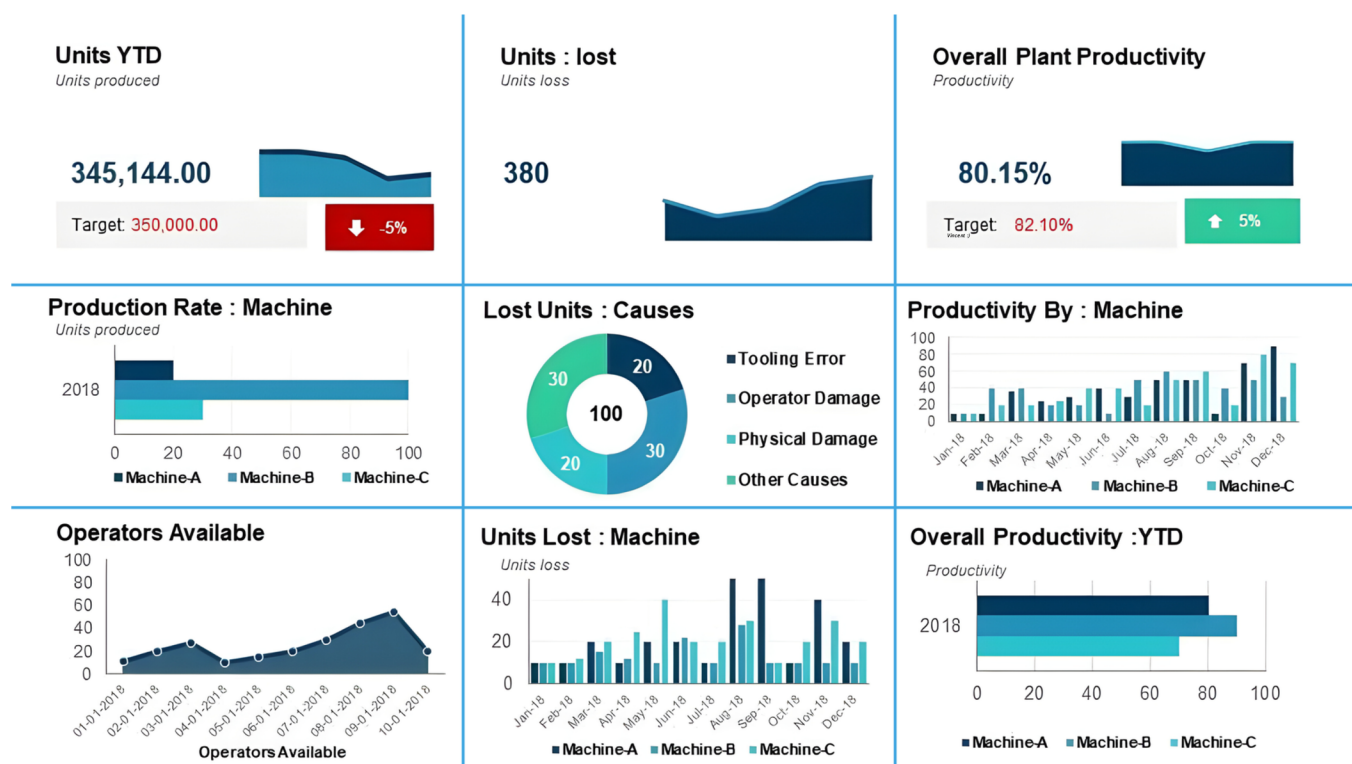 Units YTD
Units produced
345,144.00
Target: 350,000.00
-5%
Units : lost
Units loss
380
Overall Plant Productivity
Productivity
80.15%
Target: 82.10%
5%
Production Rate : Machine
Units produced
2018
0 20 40 60 80 100
Machine-A Machine-B Machine-C
Lost Units : Causes
20
30
20
30
100
Tooling Error
Operator Damage
Physical Damage
Other Causes
Productivity By : Machine
100
80
60
40
20
0
Jan-18 Feb-18 Mar-18 Apr-18 May-18 Jun-18 Jul-18 Aug-18 Sep-18 Oct-18 Nov-18 Dec-18
Machine-A Machine-B Machine-C
Operators Available
100
80
60
40
20
0
01-01-2018 02-01-2018 03-01-2018 04-01-2018 05-01-2018 06-01-2018 07-01-2018 08-01-2018 09-01-2018 10-01-2018
Operators Available
Units Lost : Machine
Units loss
40
20
0
Jan-18 Feb-18 Mar-18 Apr-18 May-18 Jun-18 Jul-18 Aug-18 Sep-18 Oct-18 Nov-18 Dec-18
Machine-A Machine-B Machine-C
Overall Productivity :YTD
Productivity
2018
0 20 40 60 80 100
Machine-A Machine-B Machine-C